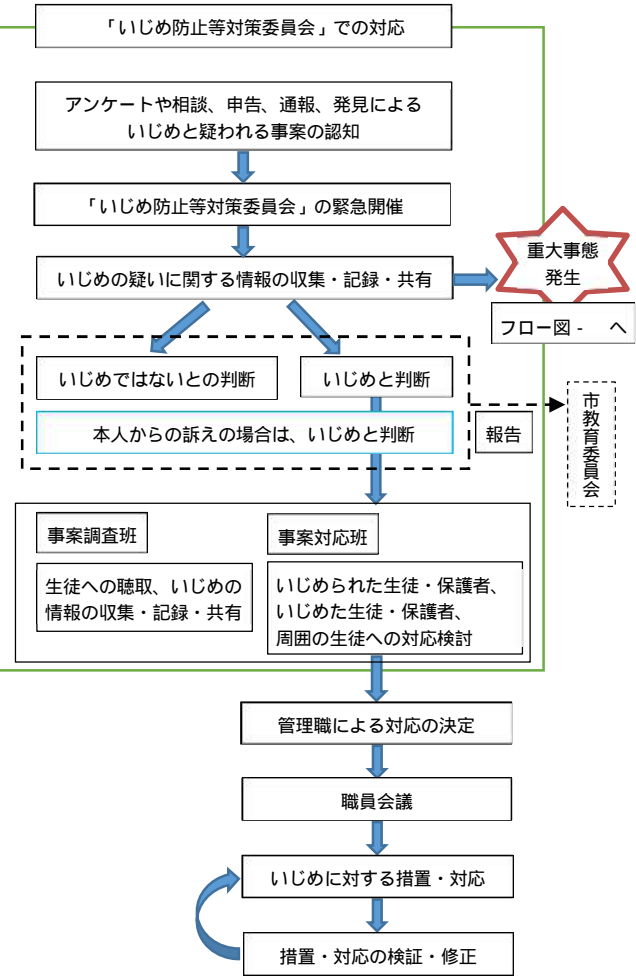 「いじめ防止等対策委員会」での対応
アンケートや相談、申告、通報、発見による
いじめと疑われる事案の認知
「いじめ防止等対策委員会」の緊急開催
いじめの疑いに関する情報の収集・記録・共有
重大事態
発生
フロー図 - へ
いじめではないとの判断
いじめと判断
本人からの訴えの場合は、いじめと判断
報告
市教育委員会
事案調査班
生徒への聴取、いじめの
情報の収集・記録・共有
事案対応班
いじめられた生徒・保護者、
いじめた生徒・保護者、
周囲の生徒への対応検討
管理職による対応の決定
職員会議
いじめに対する措置・対応
措置・対応の検証・修正